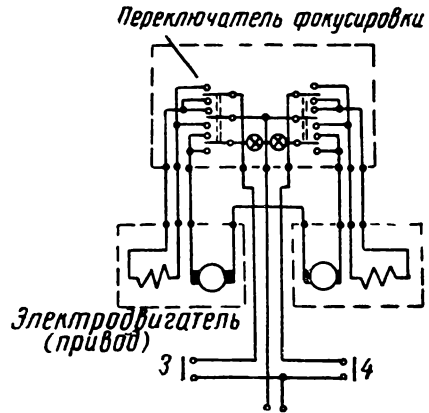 Переключатель фокусировки
Электродвигатель
(привод)
3
4